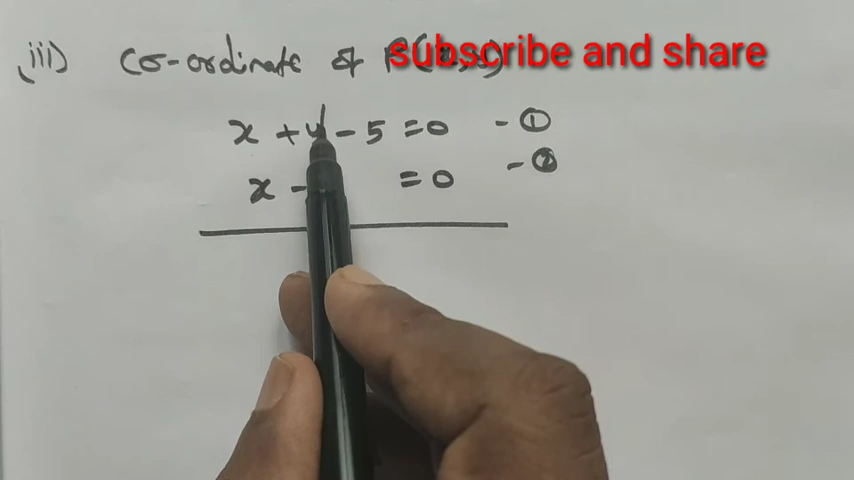 iii) Co-ordinate of P(
subscribe and share
x + y - 5 = 0 - ①
x - = 0 - ②